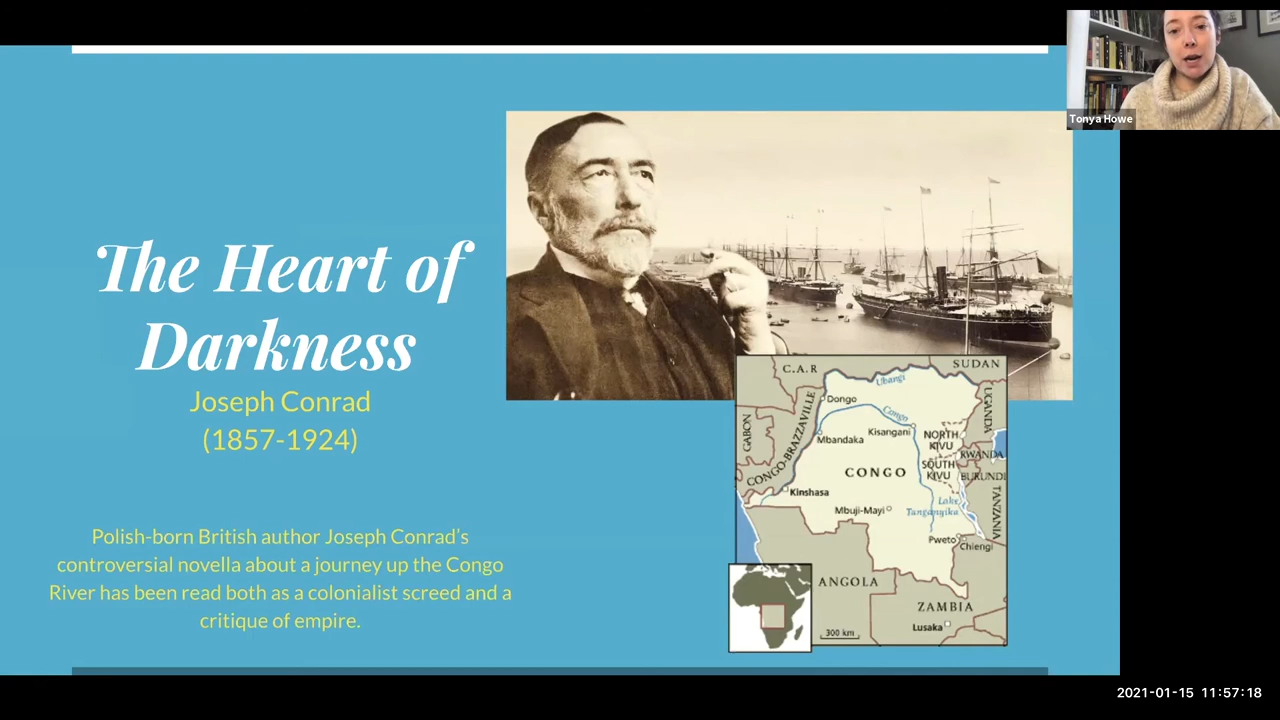 Tonya Howe
The Heart of
Darkness
Joseph Conrad
(1857-1924)
Polish-born British author Joseph Conrad's
controversial novella about a journey up the Congo
River has been read both as a colonialist screed and a
critique of empire.
C.A.R
SUDAN
Ubangi
Dongo
Congo
UGANDA
GABON
CONGO-BRAZZAVILLE
Mbandaka
Kisangani
NORTH
KIVU
RWANDA
CONGO
SOUTH
KIVU
BURUNDI
Kinshasa
Lake
Tanganyika
TANZANIA
Mbuji-Mayi
Pweto
Chiengi
ANGOLA
ZAMBIA
Lusaka
300 km
2021-01-15 11:57:18